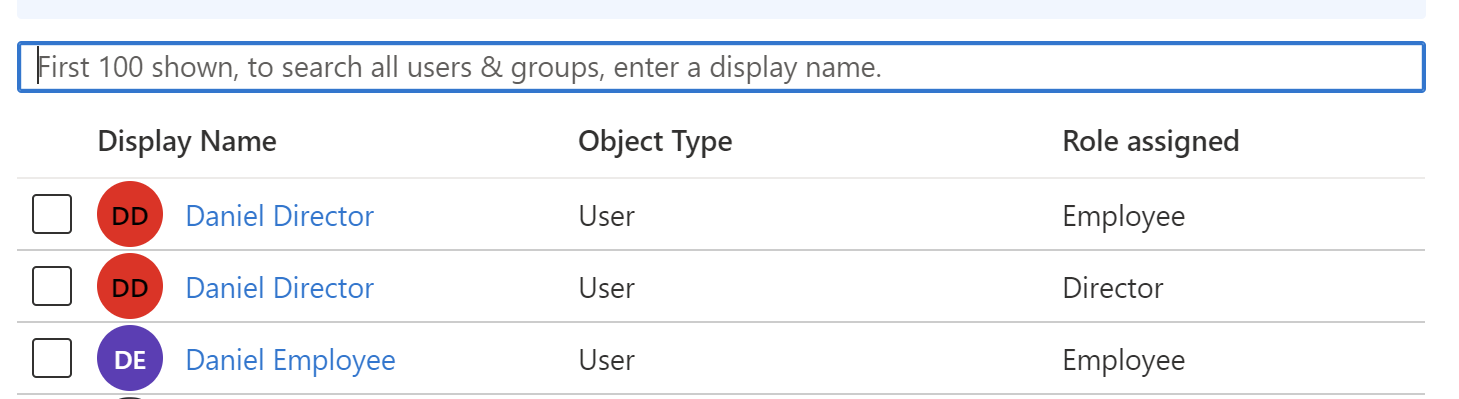 First 100 shown, to search all users & groups, enter a display name.
Display Name Object Type Role assigned
DD Daniel Director User Employee
DD Daniel Director User Director
DE Daniel Employee User Employee